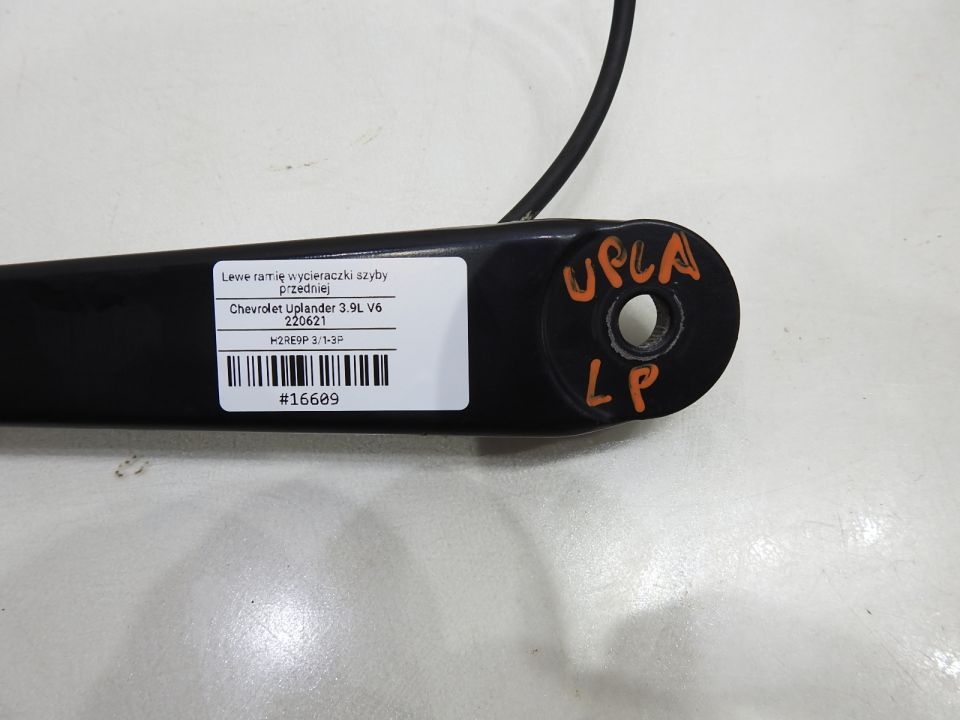 Lewe ramię wycieraczki szyby
przedniej
Chevrolet Uplander 3.9L V6
220621
H2RE9P 3/1-3P
#16609
UPLA
LP